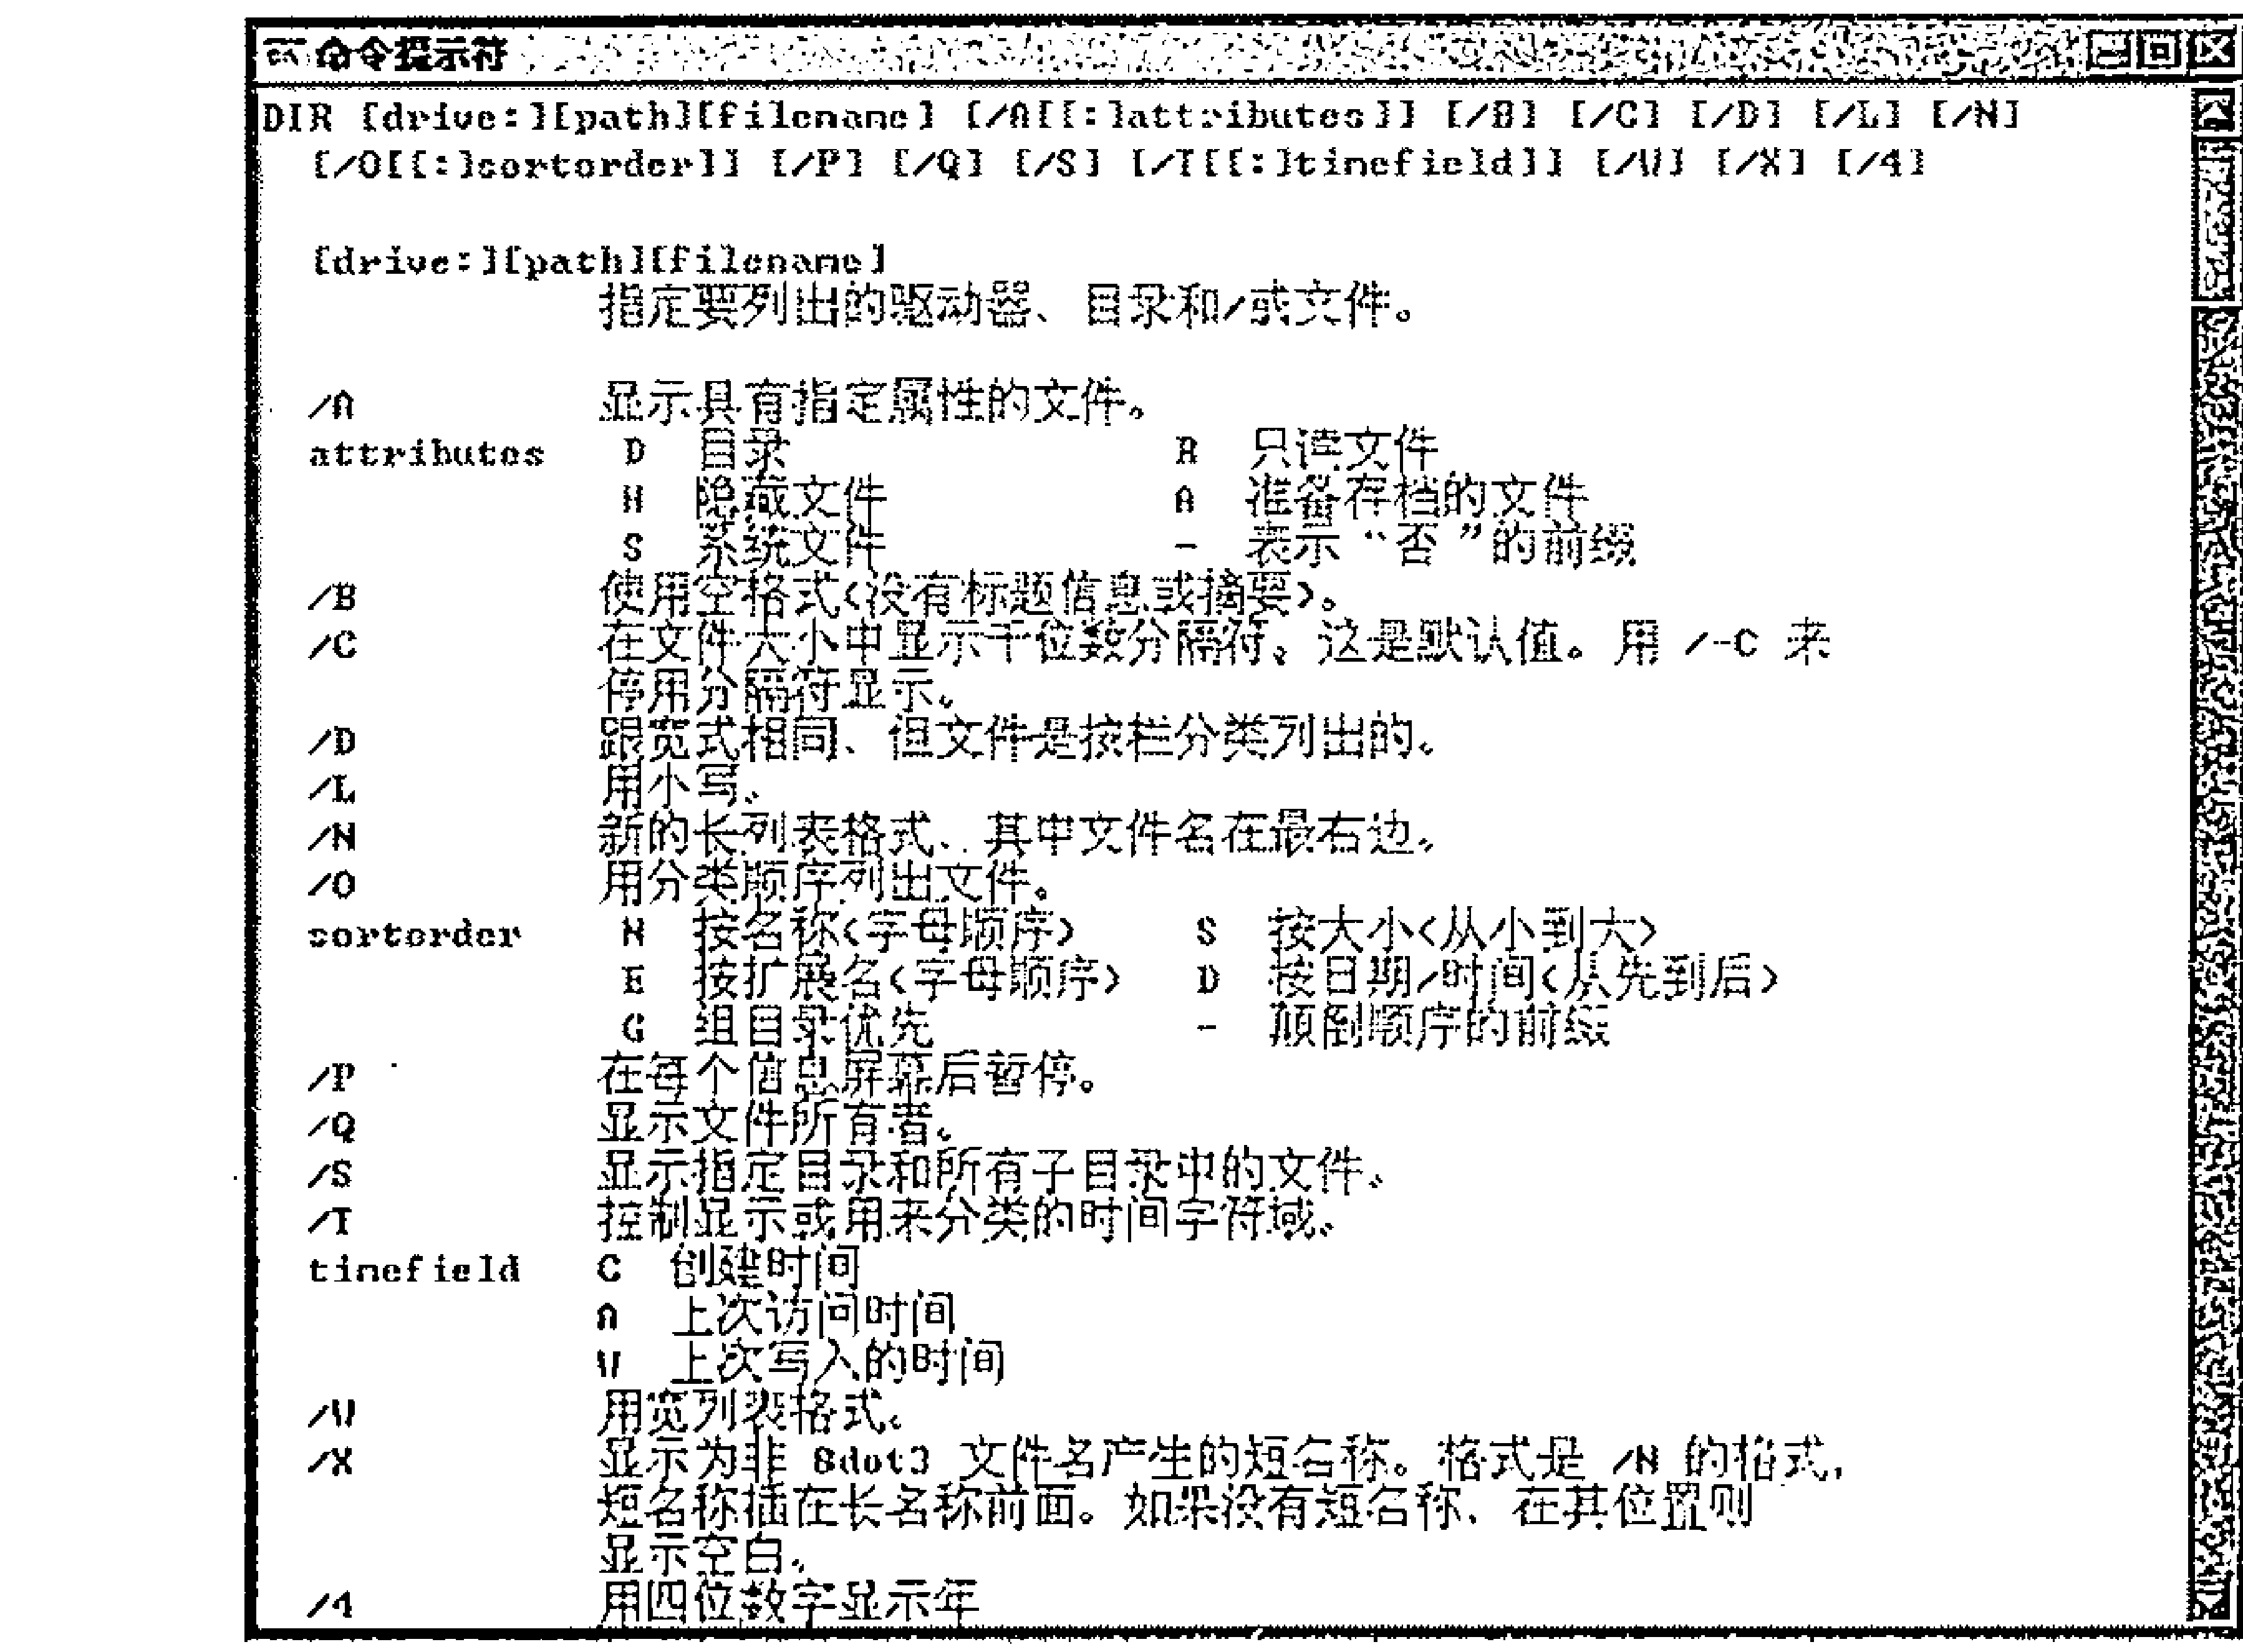 命令提示符
DIR [drive:][path][filename] [/A[[:]attributes]] [/B] [/C] [/D] [/L] [/N]
[/O[[:]sortorder]] [/P] [/Q] [/S] [/T[[:]timefield]] [/W] [/X] [/4]
[drive:][path][filename]
指定要列出的驱动器、目录和/或文件。
/A 显示具有指定属性的文件。
attributes D 目录 R 只读文件
H 隐藏文件 A 准备存档的文件
S 系统文件 - 表示“否”的前缀
/B 使用空格式(没有标题信息或摘要)。
/C 在文件大小中显示千位数分隔符。这是默认值。用 /-C 来
停用分隔符显示。
/D 跟宽式相同、但文件是按栏分类列出的。
/L 用小写。
/N 新的长列表格式、其中文件名在最右边。
/O 用分类顺序列出文件。
sortorder N 按名称(字母顺序) S 按大小(从小到大)
E 按扩展名(字母顺序) D 按日期/时间(从先到后)
G 组目录优先 - 颠倒顺序的前缀
/P 在每个信息屏幕后暂停。
/Q 显示文件所有者。
/S 显示指定目录和所有子目录中的文件。
/T 控制显示或用来分类的时间字符域。
timefield C 创建时间
A 上次访问时间
W 上次写入的时间
/W 用宽列表格式。
/X 显示为非 8dot3 文件名产生的短名称。格式是 /N 的格式,
短名称插在长名称前面。如果没有短名称、在其位置则
显示空白。
/4 用四位数字显示年